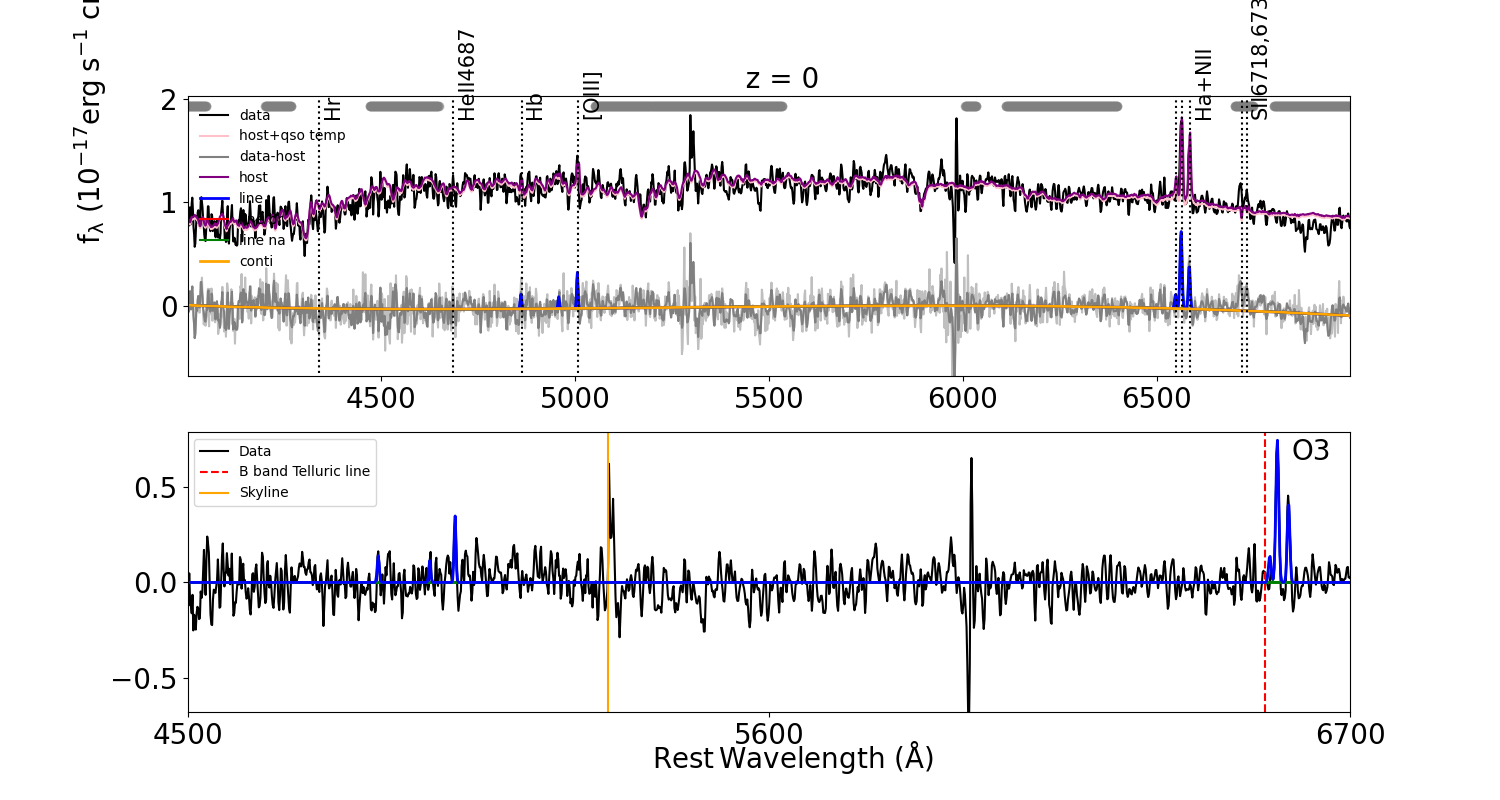 z = 0
Hr
HeII4687
Hb
[OIII]
Ha+NII
SII6718,673
f_λ (10^−17 erg s^−1 c
2
1
0
data
host+qso temp
data-host
host
line
line na
conti
4500 5000 5500 6000 6500
Data
B band Telluric line
Skyline
O3
0.5
0.0
−0.5
4500 5600 6700
Rest Wavelength (Å)